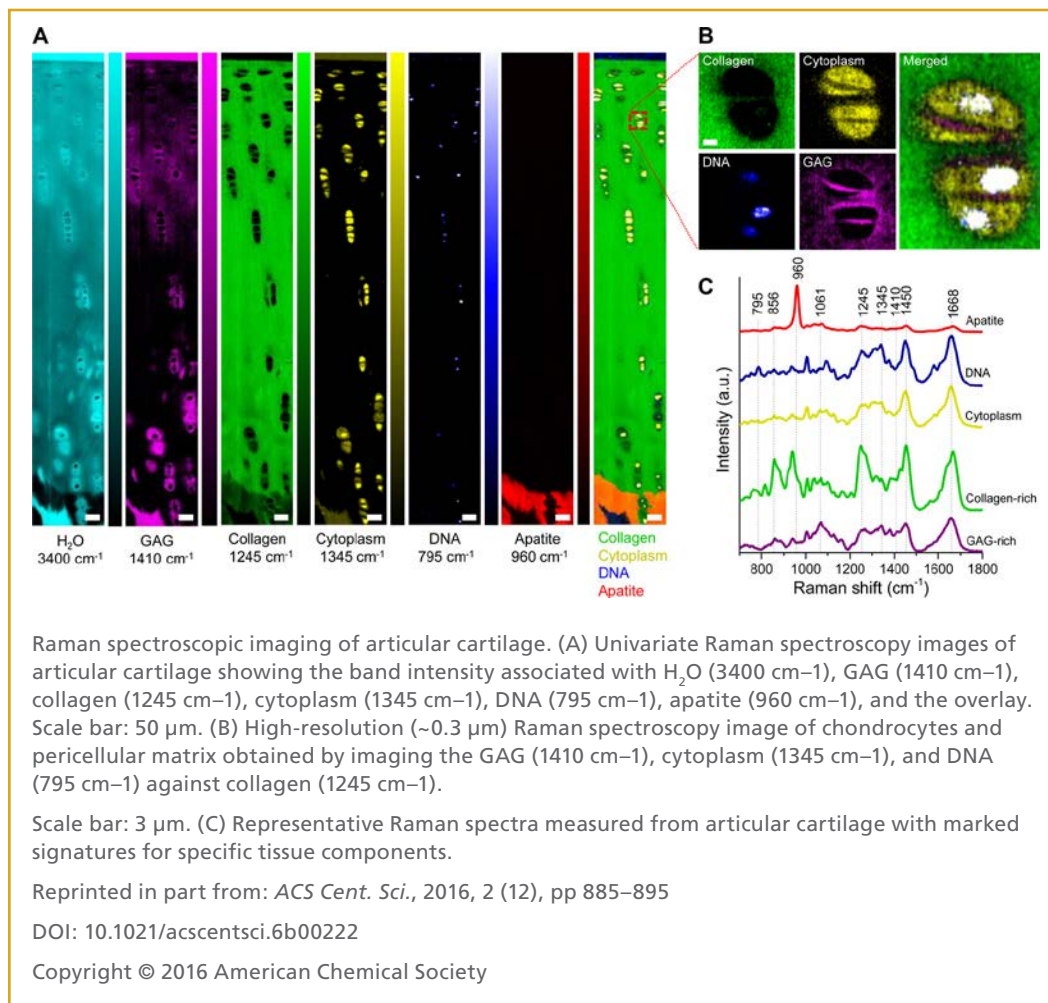 A
B
Collagen
Cytoplasm
Merged
DNA
GAG
H₂O
3400 cm⁻¹
GAG
1410 cm⁻¹
Collagen
1245 cm⁻¹
Cytoplasm
1345 cm⁻¹
DNA
795 cm⁻¹
Apatite
960 cm⁻¹
Collagen
Cytoplasm
DNA
Apatite
C
795
856
960
1061
1245
1345
1410
1450
1668
Apatite
DNA
Cytoplasm
Collagen-rich
GAG-rich
Intensity (a.u.)
800 1000 1200 1400 1600 1800
Raman shift (cm⁻¹)
Raman spectroscopic imaging of articular cartilage. (A) Univariate Raman spectroscopy images of
articular cartilage showing the band intensity associated with H₂O (3400 cm–1), GAG (1410 cm–1),
collagen (1245 cm–1), cytoplasm (1345 cm–1), DNA (795 cm–1), apatite (960 cm–1), and the overlay.
Scale bar: 50 µm. (B) High-resolution (~0.3 µm) Raman spectroscopy image of chondrocytes and
pericellular matrix obtained by imaging the GAG (1410 cm–1), cytoplasm (1345 cm–1), and DNA
(795 cm–1) against collagen (1245 cm–1).
Scale bar: 3 µm. (C) Representative Raman spectra measured from articular cartilage with marked
signatures for specific tissue components.
Reprinted in part from: ACS Cent. Sci., 2016, 2 (12), pp 885–895
DOI: 10.1021/acscentsci.6b00222
Copyright © 2016 American Chemical Society